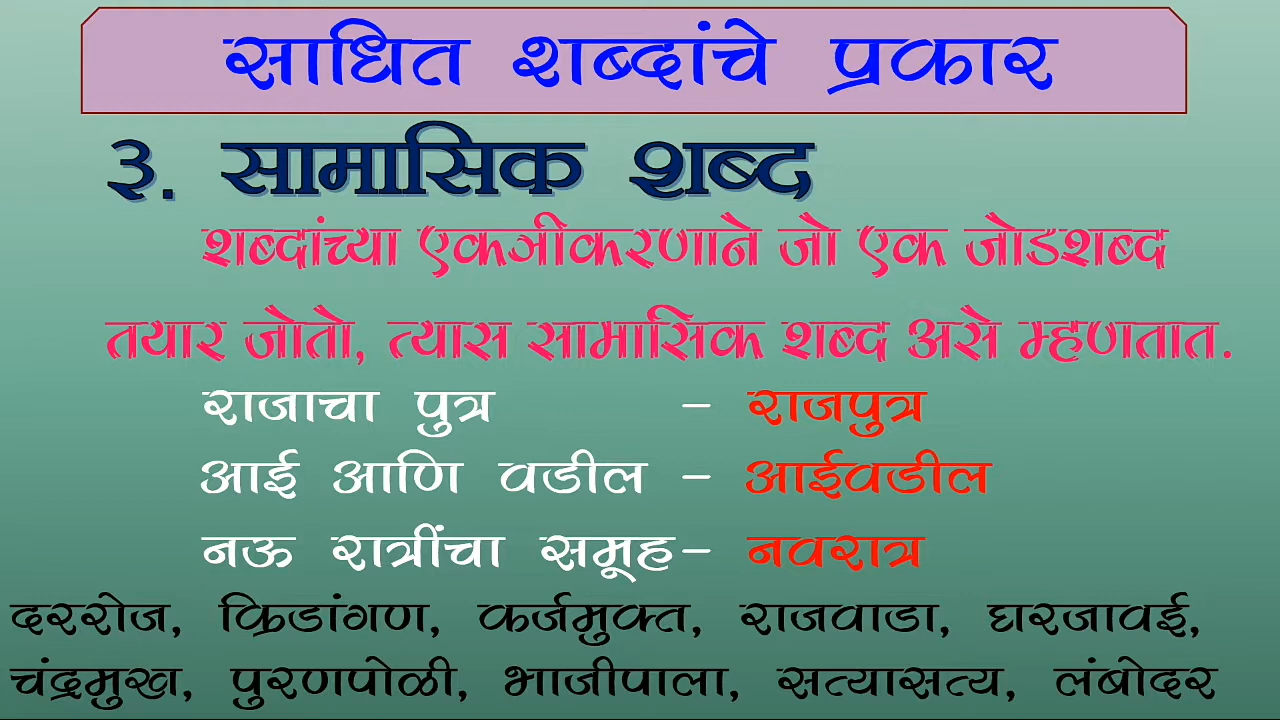 साधित शब्दांचे प्रकार
३. सामासिक शब्द
शब्दांच्या एकत्रीकरणाने जो एक जोडशब्द
तयार जोतो, त्यास सामासिक शब्द असे म्हणतात.
राजाचा पुत्र - राजपुत्र
आई आणि वडील - आईवडील
नऊ रात्रींचा समूह- नवरात्र
दररोज, क्रिडांगण, कर्जमुक्त, राजवाडा, घरजावई,
चंद्रमुख, पुरणपोळी, भाजीपाला, सत्यासत्य, लंबोदर